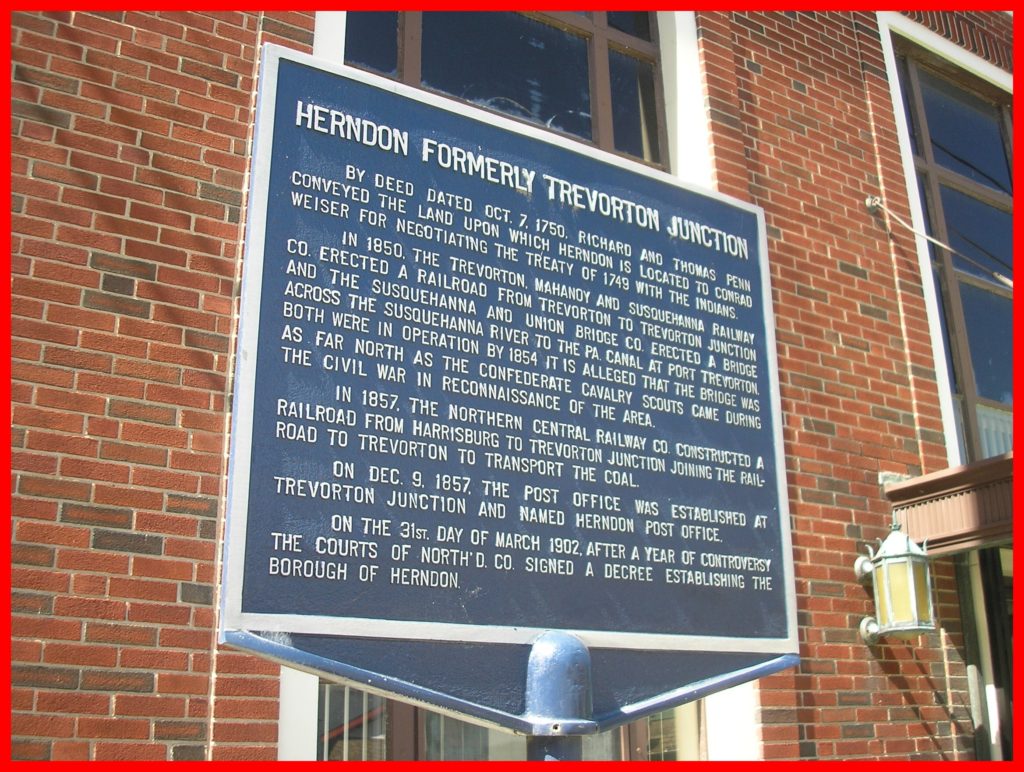 HERNDON FORMERLY TREVORTON JUNCTION
BY DEED DATED OCT. 7, 1750, RICHARD AND THOMAS PENN
CONVEYED THE LAND UPON WHICH HERNDON IS LOCATED TO CONRAD
WEISER FOR NEGOTIATING THE TREATY OF 1749 WITH THE INDIANS.
IN 1850, THE TREVORTON, MAHANOY AND SUSQUEHANNA RAILWAY
CO. ERECTED A RAILROAD FROM TREVORTON TO TREVORTON JUNCTION
AND THE SUSQUEHANNA AND UNION BRIDGE CO. ERECTED A BRIDGE
ACROSS THE SUSQUEHANNA RIVER TO THE PA. CANAL AT PORT TREVORTON.
BOTH WERE IN OPERATION BY 1854. IT IS ALLEGED THAT THE BRIDGE WAS
AS FAR NORTH AS THE CONFEDERATE CAVALRY SCOUTS CAME DURING
THE CIVIL WAR IN RECONNAISSANCE OF THE AREA.
IN 1857, THE NORTHERN CENTRAL RAILWAY CO. CONSTRUCTED A
RAILROAD FROM HARRISBURG TO TREVORTON JUNCTION JOINING THE RAIL-
ROAD TO TREVORTON TO TRANSPORT THE COAL.
ON DEC. 9, 1857, THE POST OFFICE WAS ESTABLISHED AT
TREVORTON JUNCTION AND NAMED HERNDON POST OFFICE.
ON THE 31ST. DAY OF MARCH 1902, AFTER A YEAR OF CONTROVERSY
THE COURTS OF NORTH'D. CO. SIGNED A DECREE ESTABLISHING THE
BOROUGH OF HERNDON.